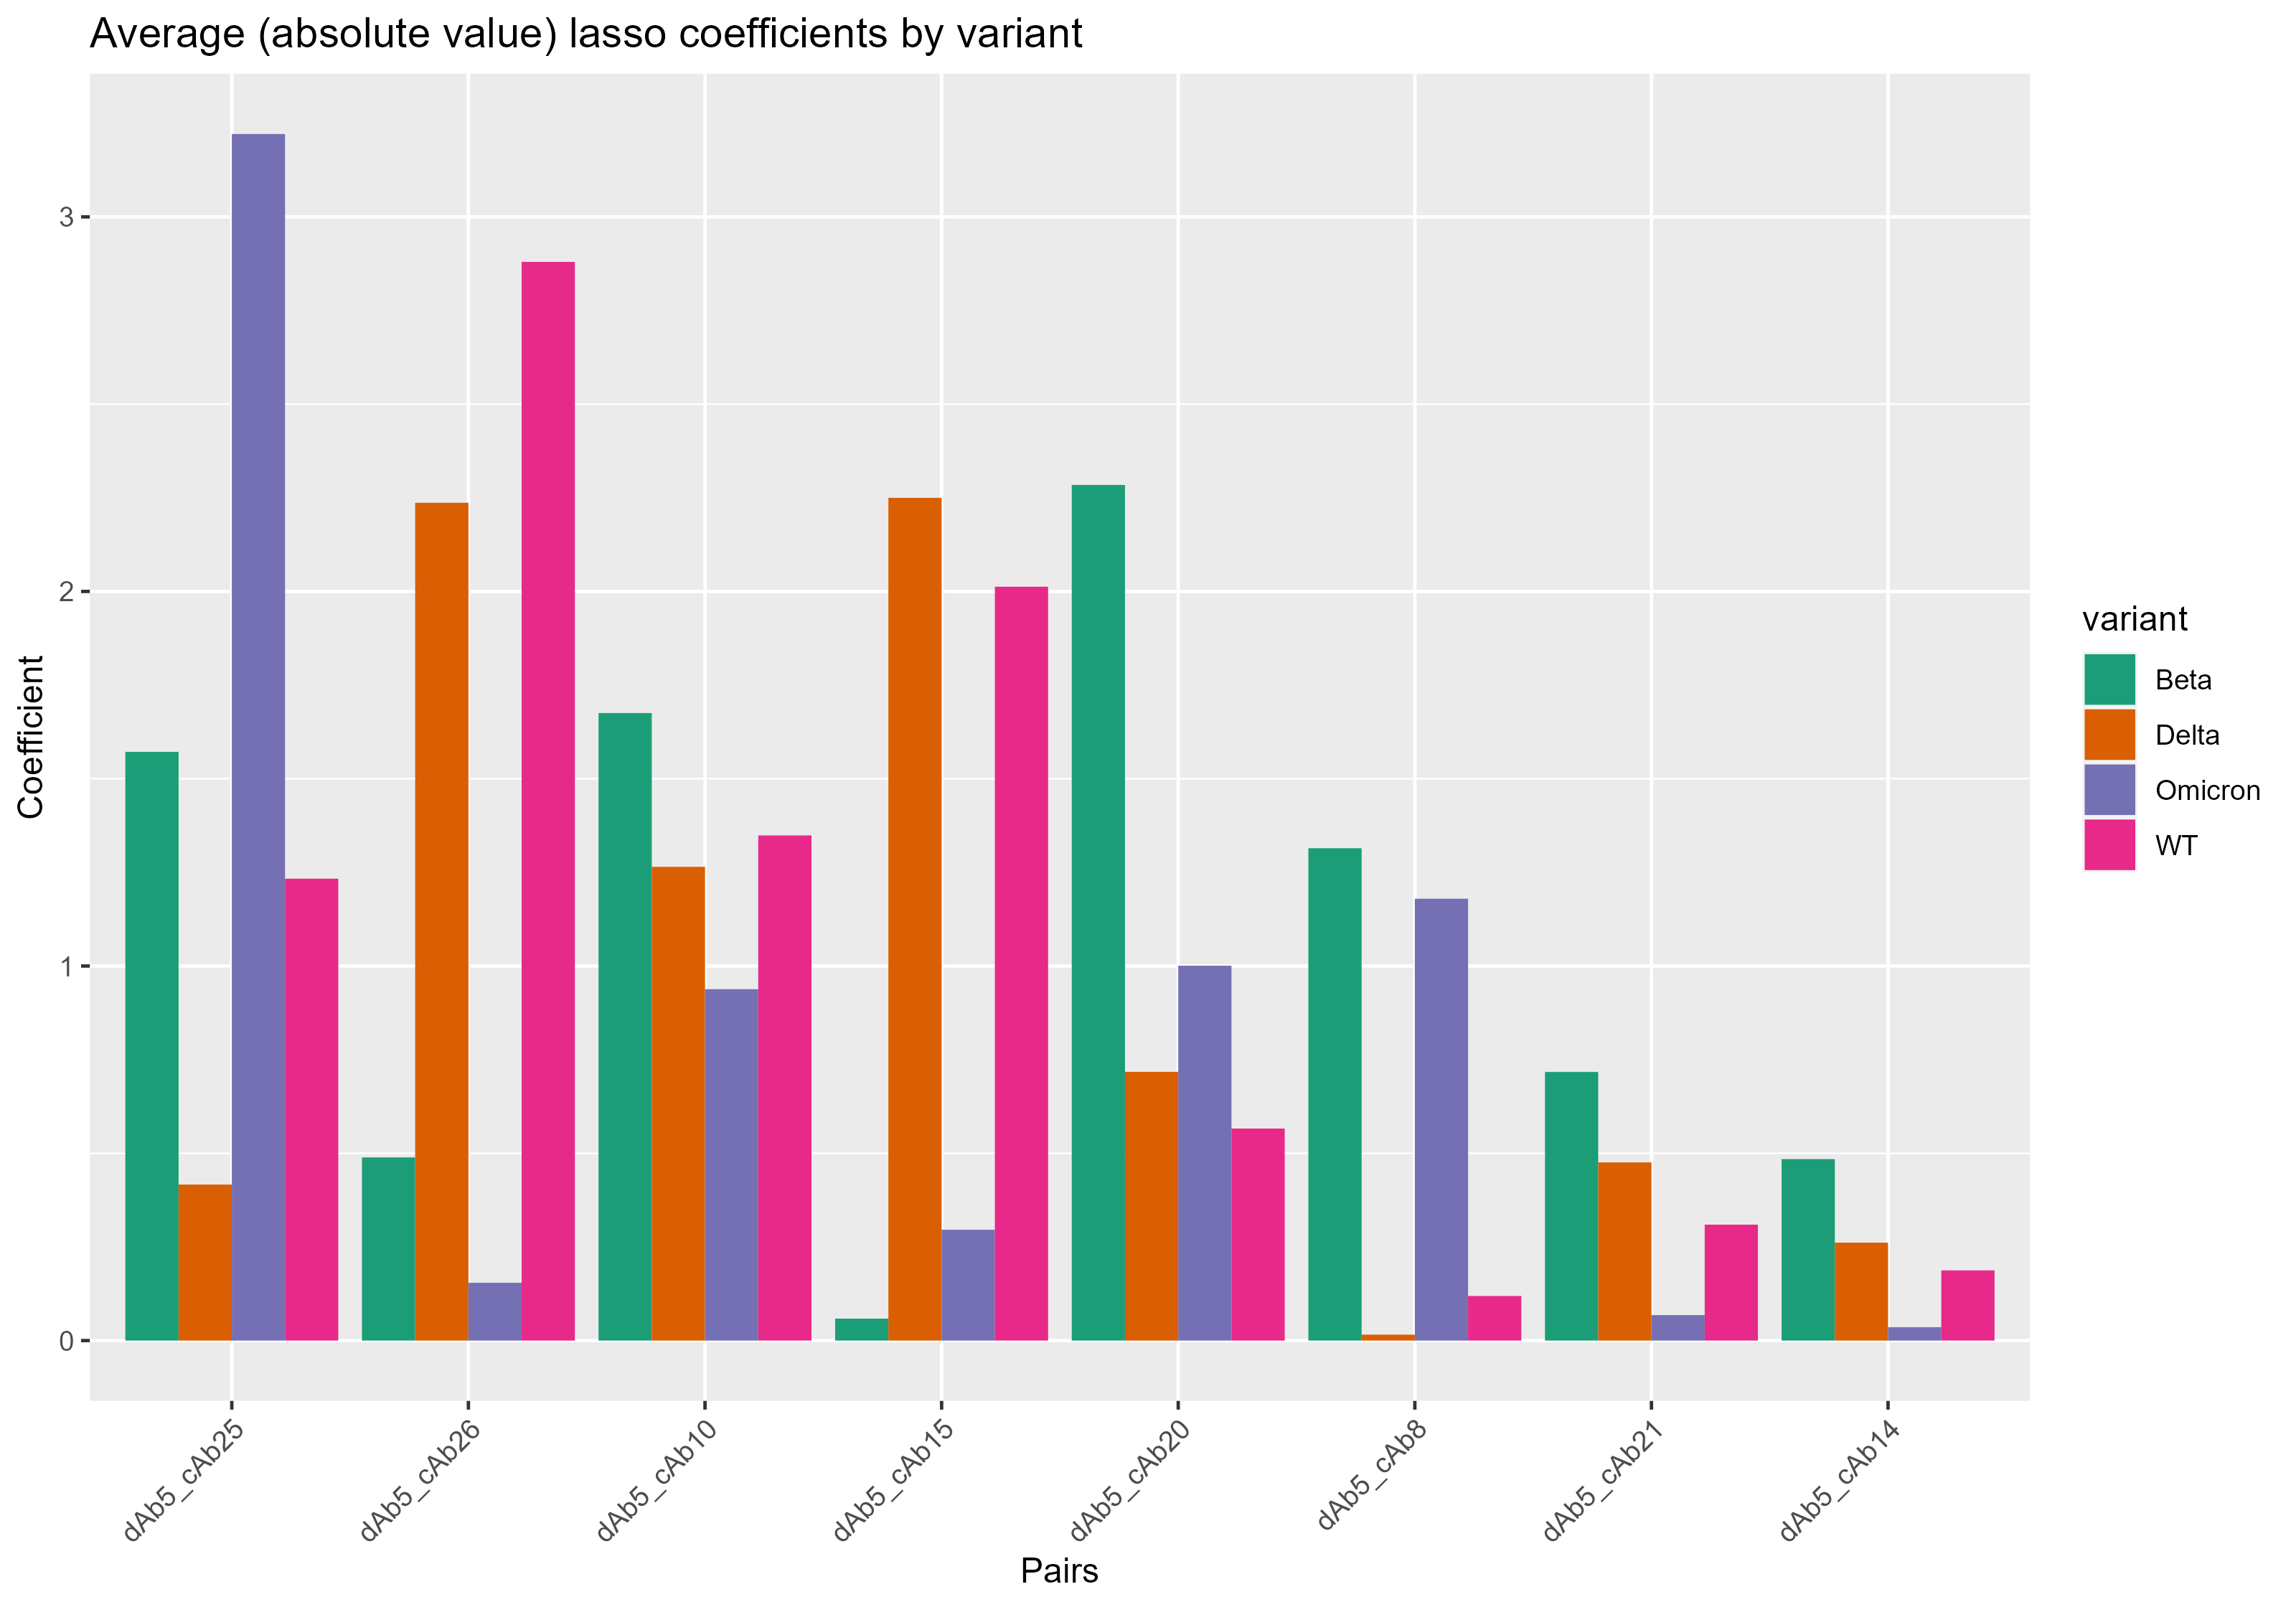 Average (absolute value) lasso coefficients by variant
3
2
1
0
Coefficient
dAb5_cAb25
dAb5_cAb26
dAb5_cAb10
dAb5_cAb15
dAb5_cAb20
dAb5_cAb8
dAb5_cAb21
dAb5_cAb14
Pairs
variant
Beta
Delta
Omicron
WT